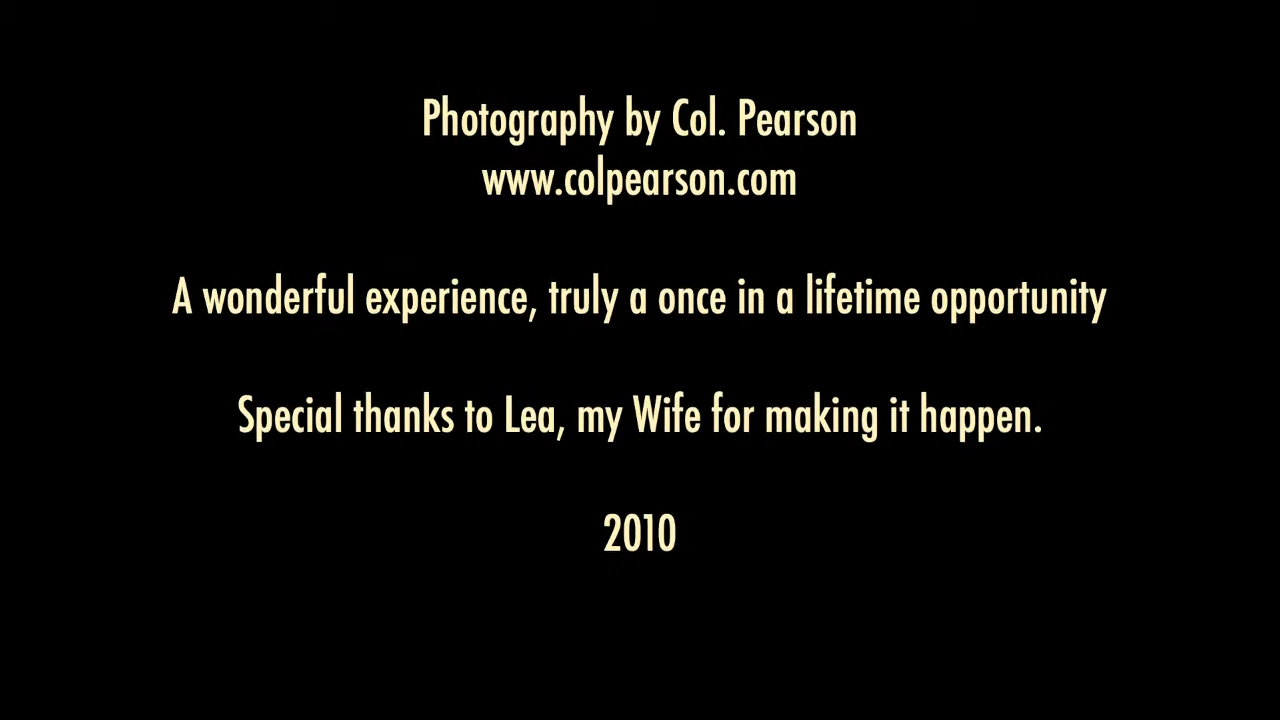 Photography by Col. Pearson
www.colpearson.com
A wonderful experience, truly a once in a lifetime opportunity
Special thanks to Lea, my Wife for making it happen.
2010